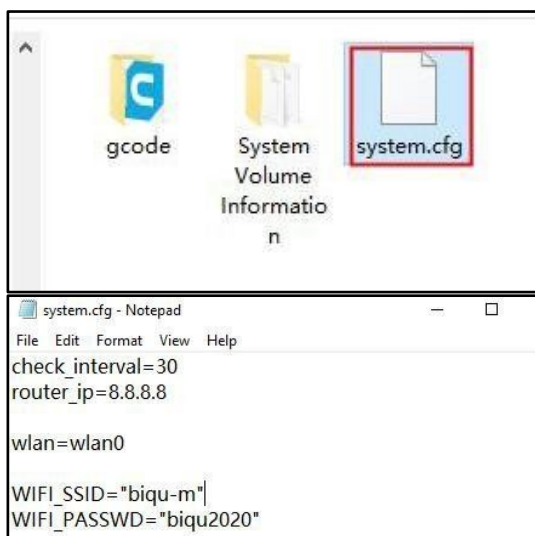 gcode
System
Volume
Informatio
n
system.cfg
system.cfg - Notepad
File Edit Format View Help
check_interval=30
router_ip=8.8.8.8
wlan=wlan0
WIFI_SSID="biqu-m"
WIFI_PASSWD="biqu2020"